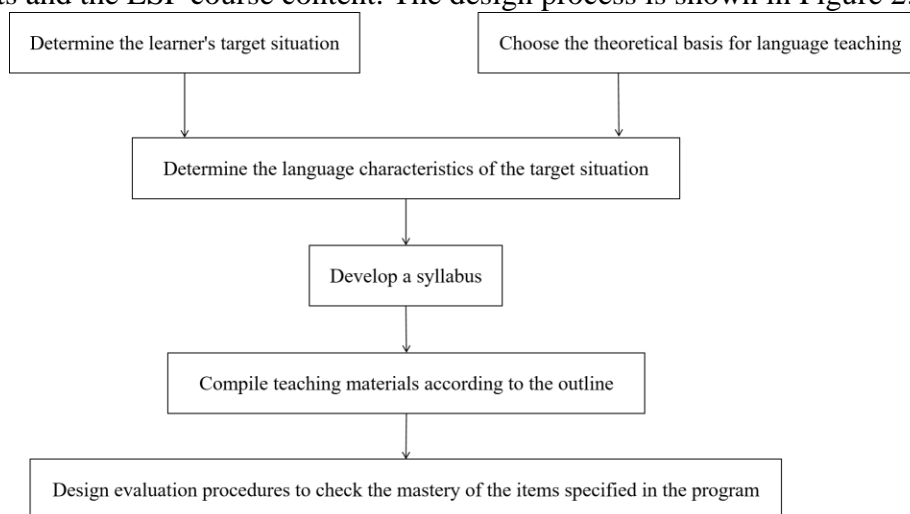 ts and the ESP course content. The design process is shown in Figure 2.
Determine the learner's target situation
Choose the theoretical basis for language teaching
Determine the language characteristics of the target situation
Develop a syllabus
Compile teaching materials according to the outline
Design evaluation procedures to check the mastery of the items specified in the program